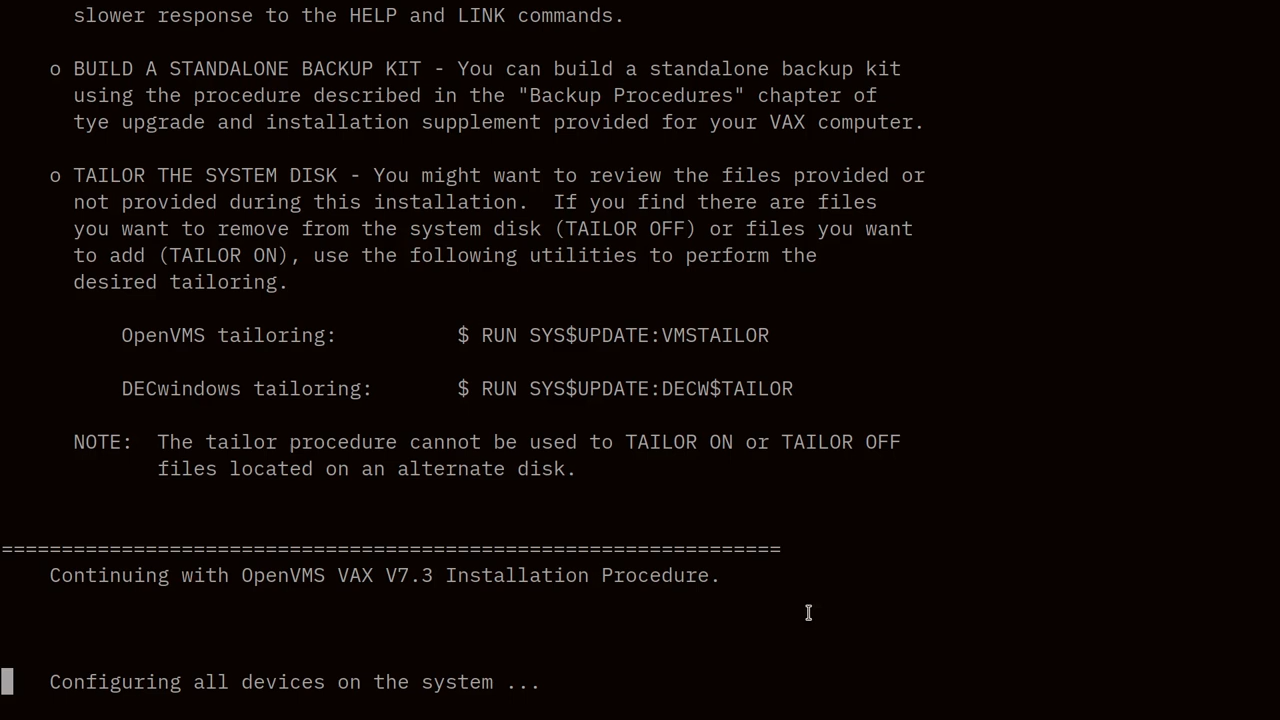 slower response to the HELP and LINK commands.
o BUILD A STANDALONE BACKUP KIT - You can build a standalone backup kit
using the procedure described in the "Backup Procedures" chapter of
tye upgrade and installation supplement provided for your VAX computer.
o TAILOR THE SYSTEM DISK - You might want to review the files provided or
not provided during this installation.  If you find there are files
you want to remove from the system disk (TAILOR OFF) or files you want
to add (TAILOR ON), use the following utilities to perform the
desired tailoring.
OpenVMS tailoring:          $ RUN SYS$UPDATE:VMSTAILOR
DECwindows tailoring:       $ RUN SYS$UPDATE:DECW$TAILOR
NOTE:  The tailor procedure cannot be used to TAILOR ON or TAILOR OFF
files located on an alternate disk.
=================================================================
Continuing with OpenVMS VAX V7.3 Installation Procedure.
Configuring all devices on the system ...